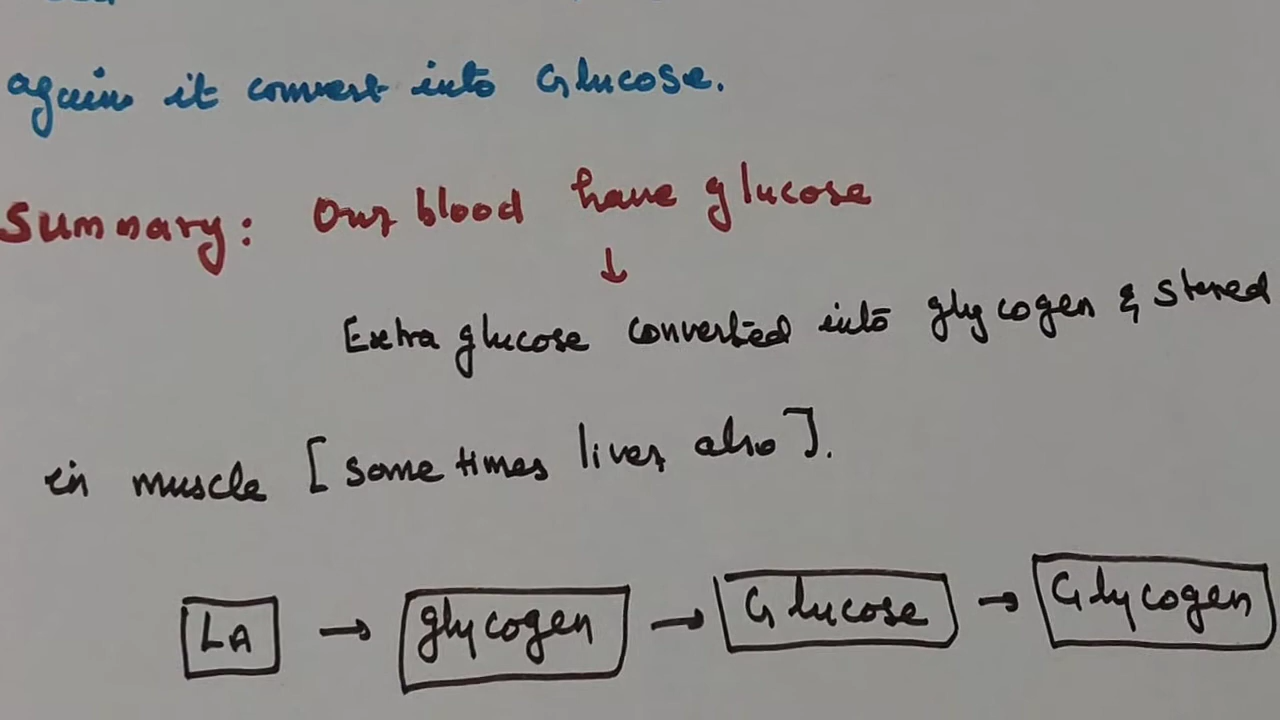 again it convert into Glucose.
Summary: Our blood have glucose
↓
Extra glucose converted into glycogen & stored
in muscle [some times liver also].
LA → glycogen → Glucose → Glycogen